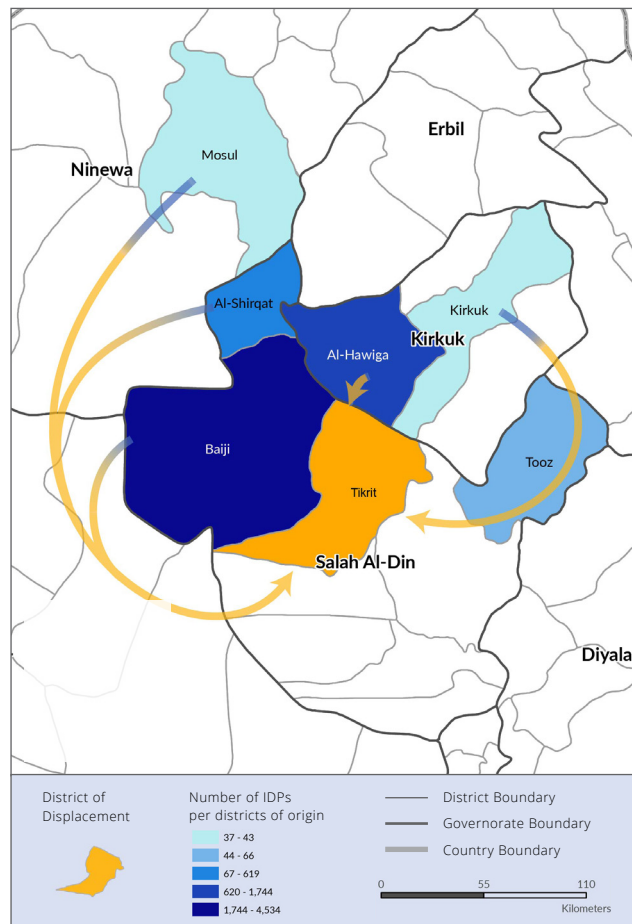 Erbil
Mosul
Ninewa
Al-Shirqat
Kirkuk
Kirkuk
Al-Hawiga
Baiji
Tooz
Tikrit
Salah Al-Din
Diyala
District of
Displacement
Number of IDPs
per districts of origin
37 - 43
44 - 66
67 - 619
620 - 1,744
1,744 - 4,534
District Boundary
Governorate Boundary
Country Boundary
0
55
110
Kilometers